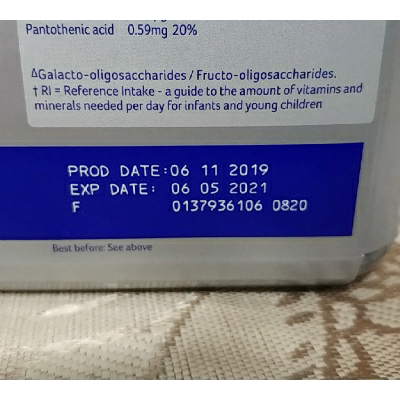 Pantothenic acid 0.59mg 20%
ΔGalacto-oligosaccharides / Fructo-oligosaccharides.
† RI = Reference Intake - a guide to the amount of vitamins and
minerals needed per day for infants and young children
PROD DATE:06 11 2019
EXP DATE: 06 05 2021
F 0137936106 0820
Best before: See above